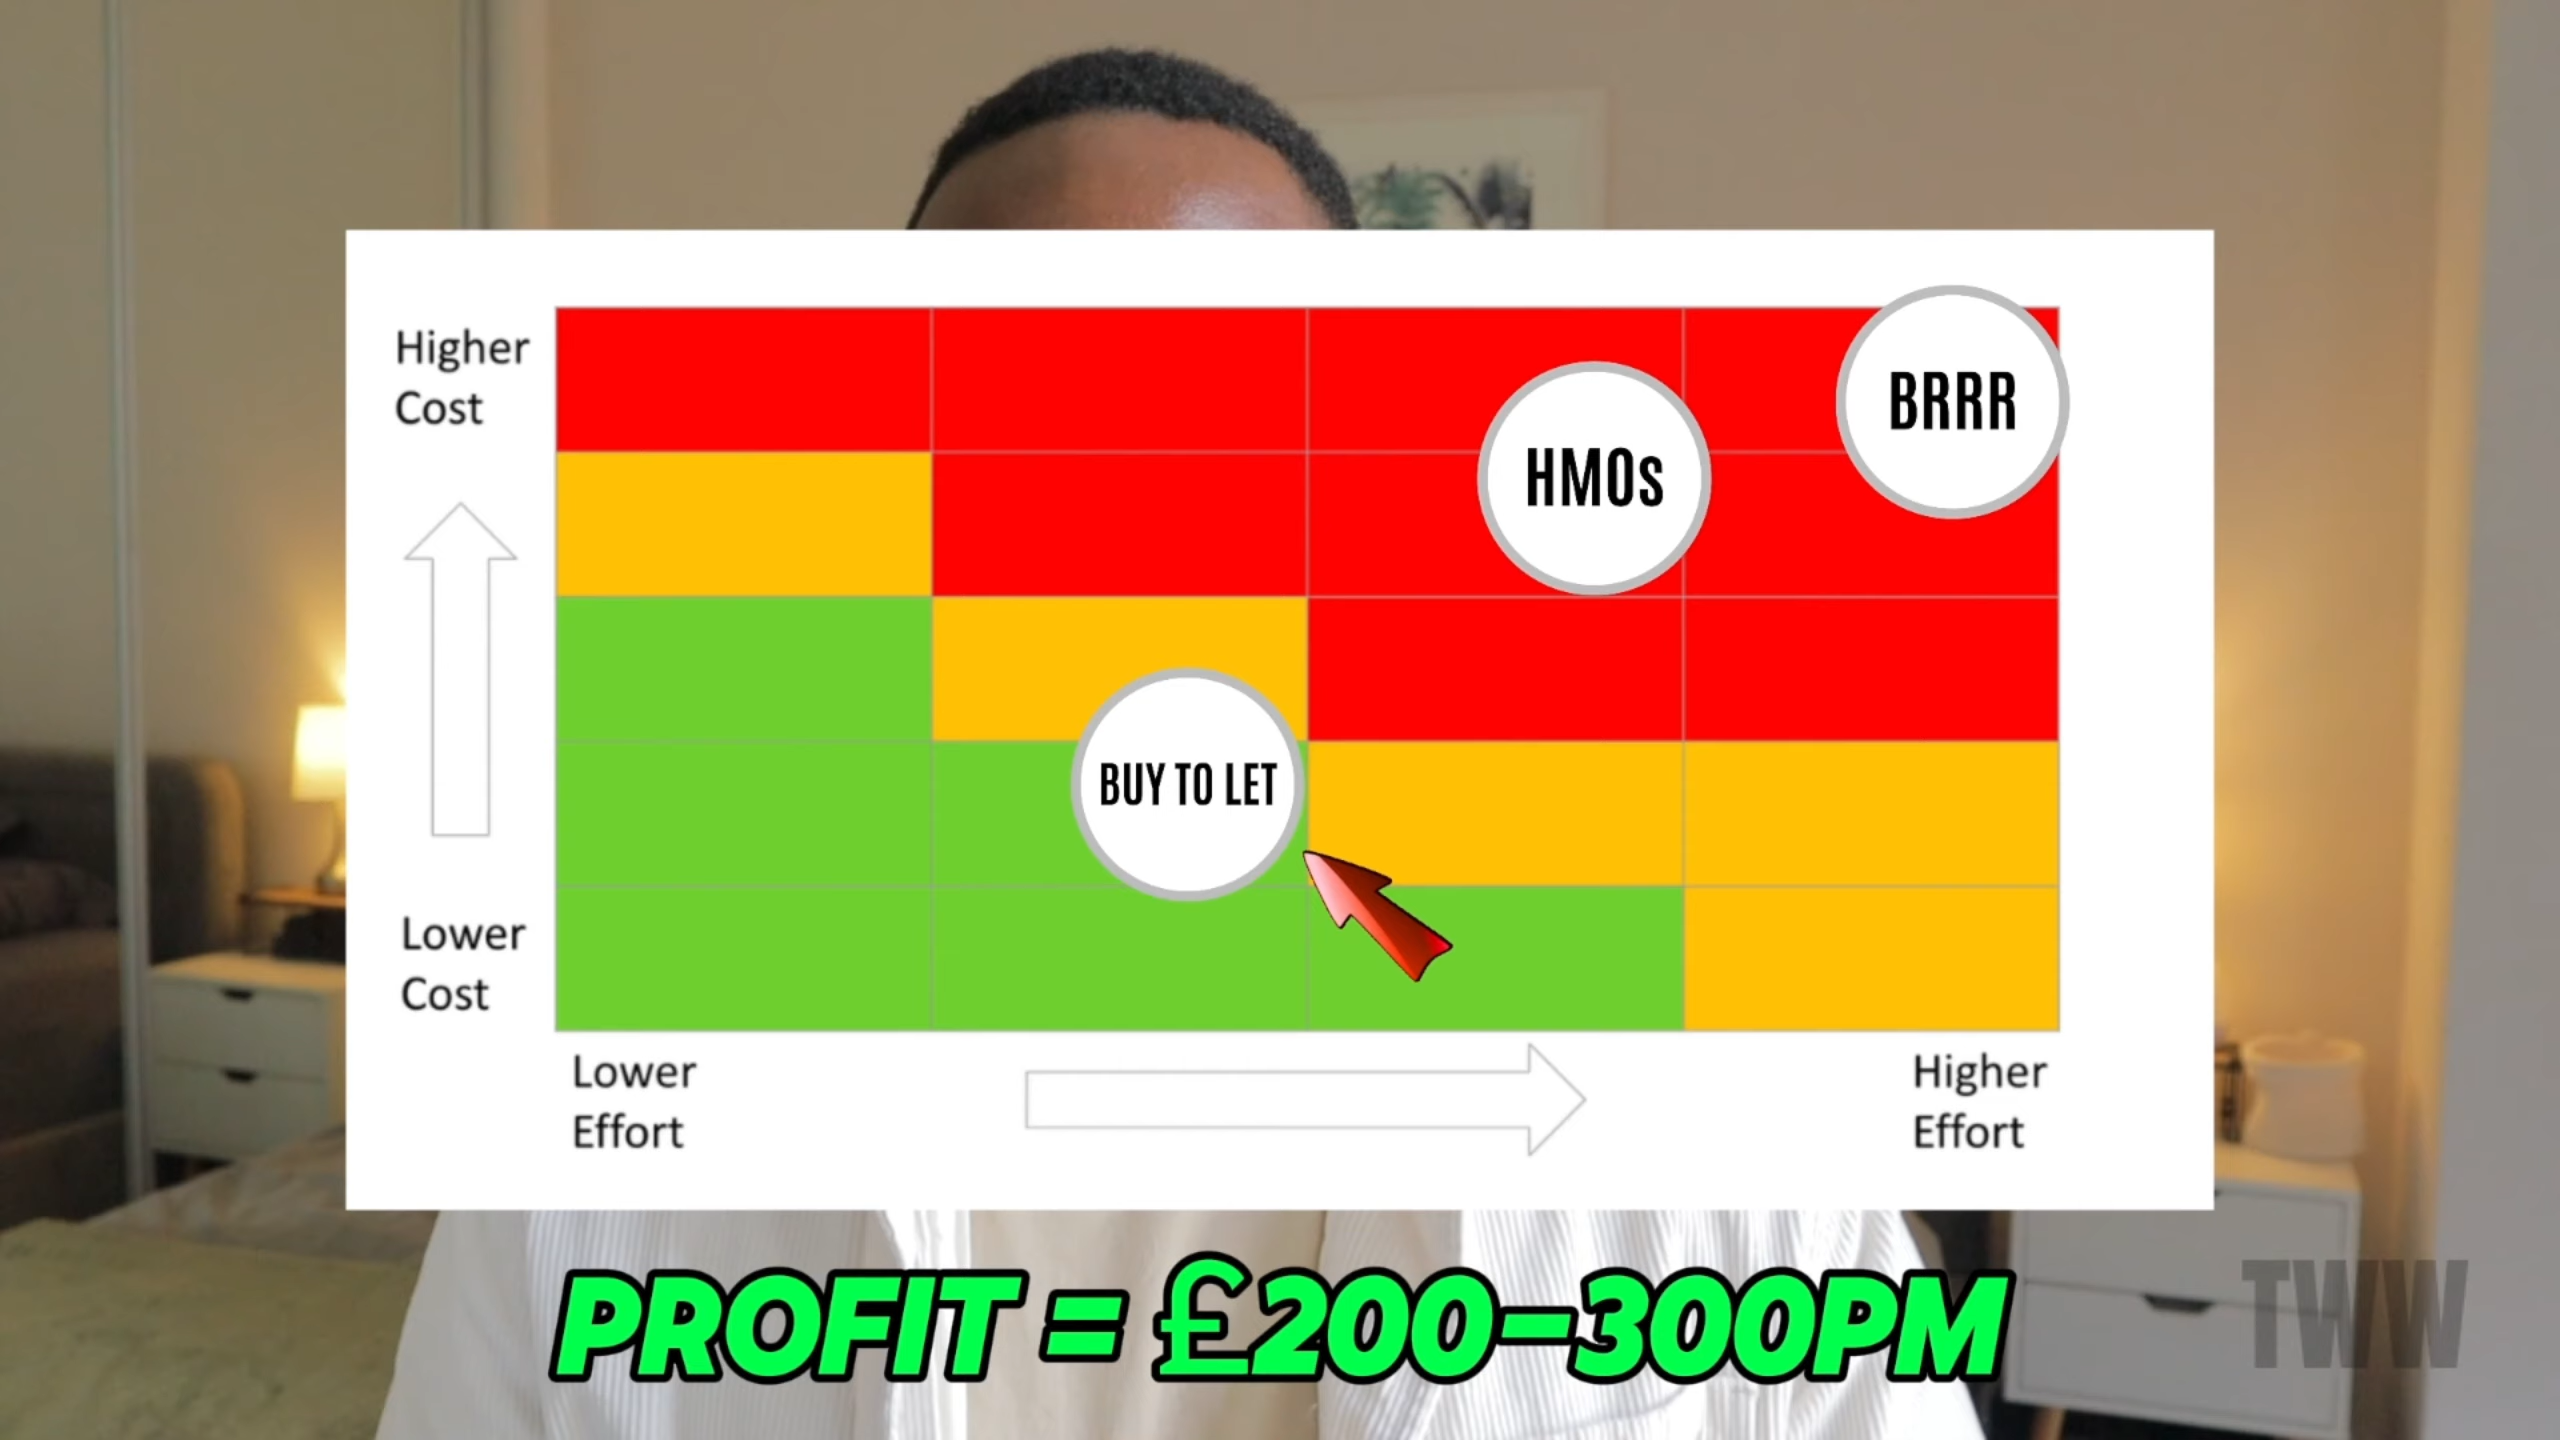 Higher
Cost
BRRR
HMOs
BUY TO LET
Lower
Cost
Lower
Effort
Higher
Effort
PROFIT = £200-300PM
TWW